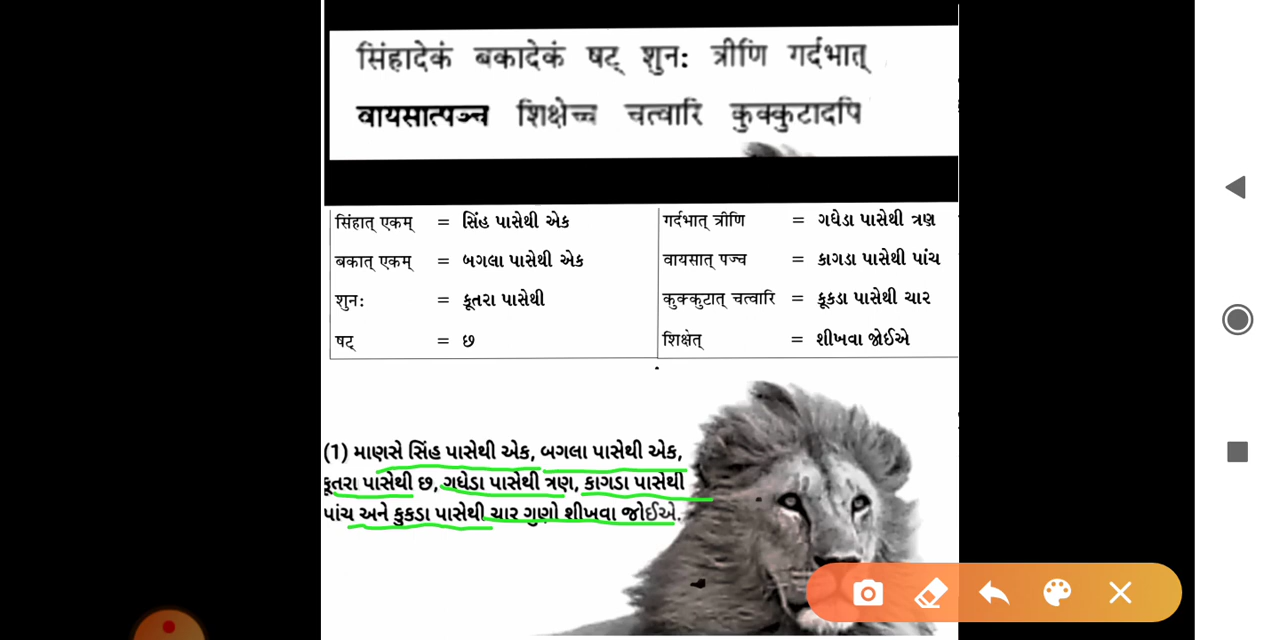 सिंहादेकं बकादेकं षट् शुनः त्रीणि गर्दभात्
वायसात्पञ्च शिक्षेच्च चत्वारि कुक्कुटादपि
सिंहात् एकम् = સિંહ પાસેથી એક
बकात् एकम् = બગલા પાસેથી એક
शुनः = કૂતરા પાસેથી
षट् = છ
गर्दभात् त्रीणि = ગધેડા પાસેથી ત્રણ
वायसात् पञ्च = કાગડા પાસેથી પાંચ
कुक्कुटात् चत्वारि = કૂકડા પાસેથી ચાર
शिक्षेत् = શીખવા જોઈએ
(1) માણસે સિંહ પાસેથી એક, બગલા પાસેથી એક,
કૂતરા પાસેથી છ, ગધેડા પાસેથી ત્રણ, કાગડા પાસેથી
પાંચ અને કુકડા પાસેથી ચાર ગુણો શીખવા જોઈએ.